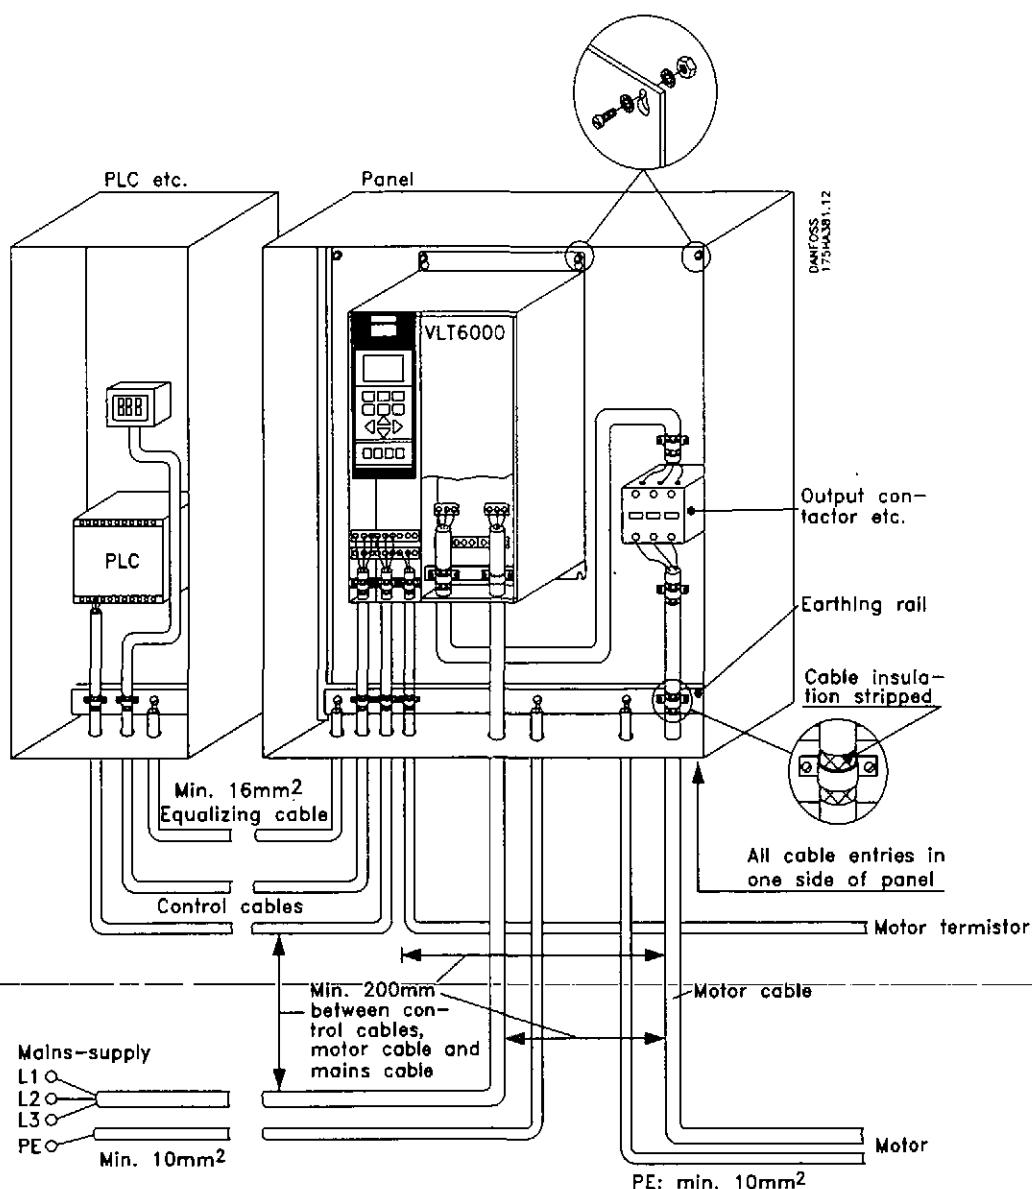 PLC etc.
Panel
DANFOSS
175HA381.12
VLT6000
PLC
Output con-
tactor etc.
Earthing rail
Cable insula-
tion stripped
Min. 16mm2
Equalizing cable
All cable entries in
one side of panel
Control cables
Motor termistor
Min. 200mm
between con-
trol cables,
motor cable and
mains cable
Motor cable
Mains-supply
L1
L2
L3
PE
Min. 10mm2
Motor
PE: min. 10mm2